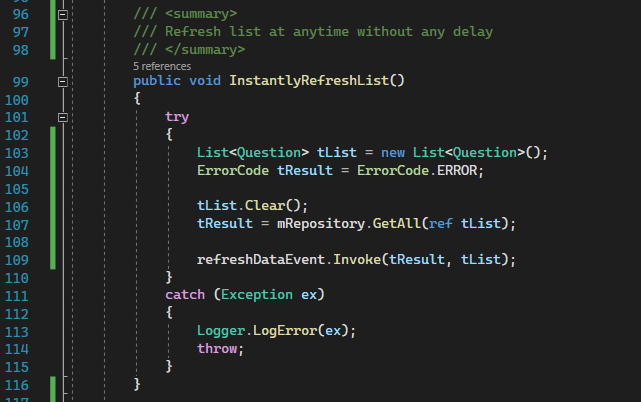 96 /// <summary>
97 /// Refresh list at anytime without any delay
98 /// </summary>
5 references
99 public void InstantlyRefreshList()
100 {
101 try
102 {
103 List<Question> tList = new List<Question>();
104 ErrorCode tResult = ErrorCode.ERROR;
105
106 tList.Clear();
107 tResult = mRepository.GetAll(ref tList);
108
109 refreshDataEvent.Invoke(tResult, tList);
110 }
111 catch (Exception ex)
112 {
113 Logger.LogError(ex);
114 throw;
115 }
116 }